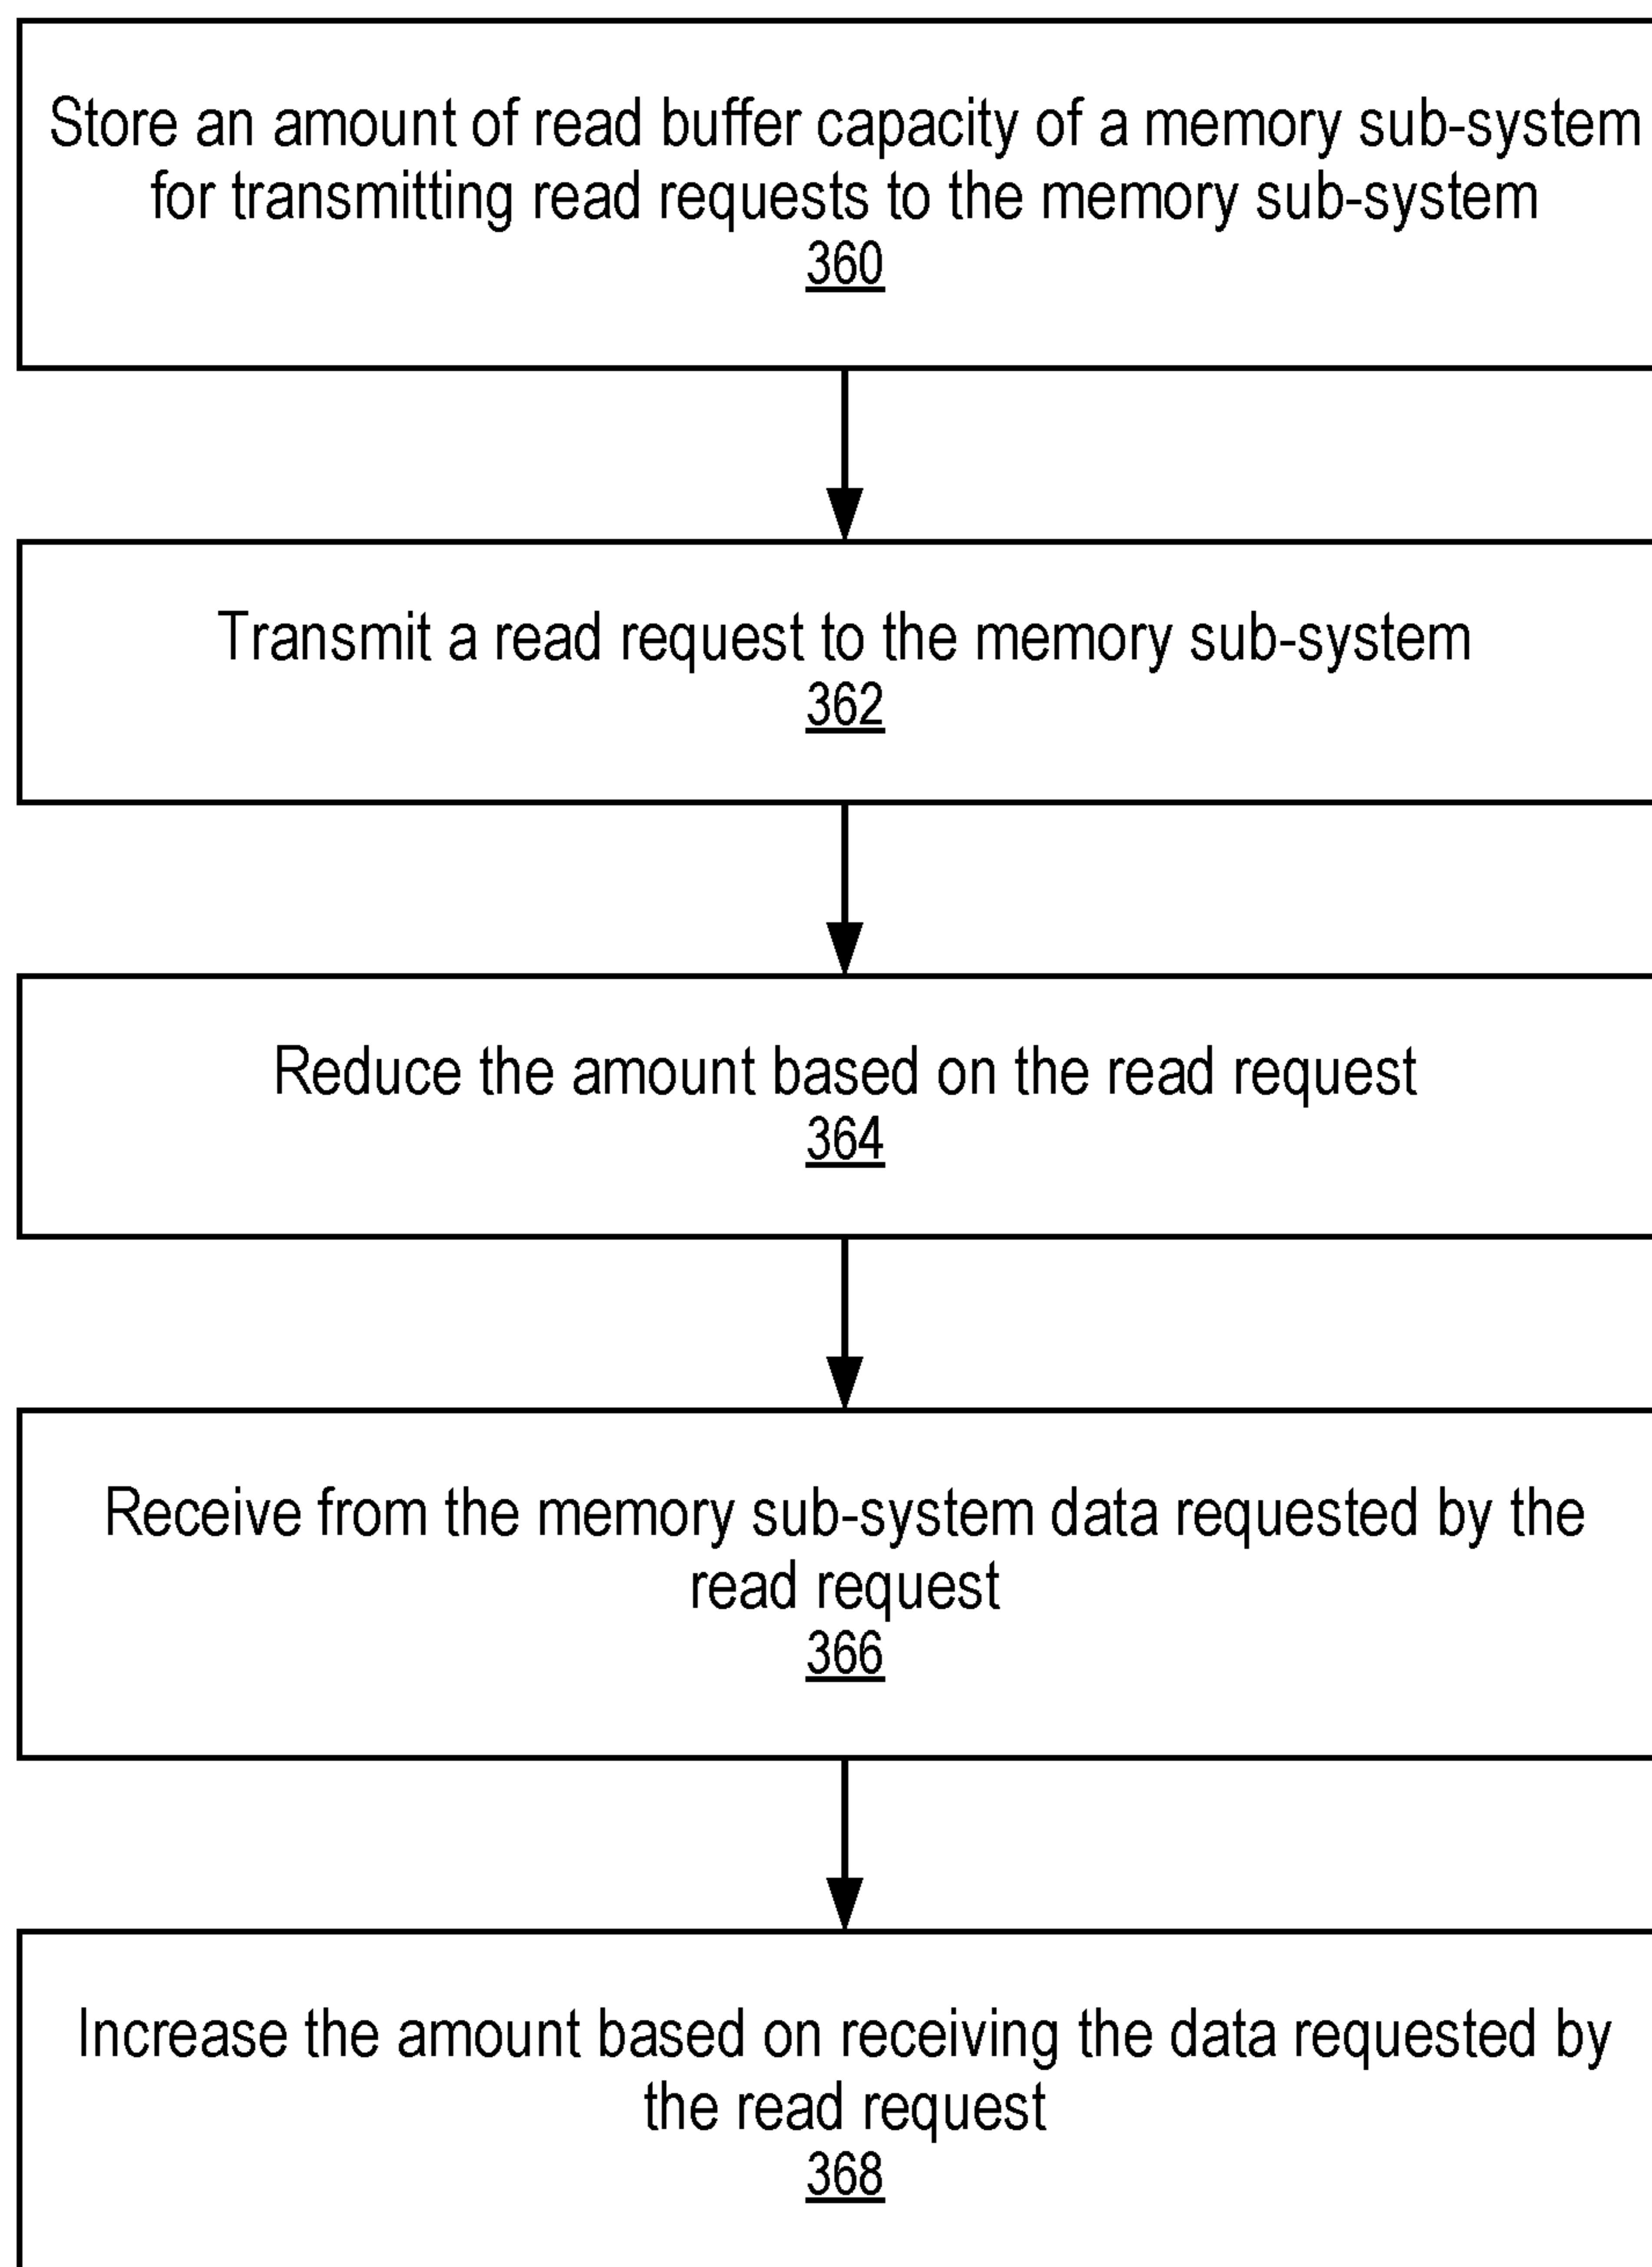 Store an amount of read buffer capacity of a memory sub-system
for transmitting read requests to the memory sub-system
360
Transmit a read request to the memory sub-system
362
Reduce the amount based on the read request
364
Receive from the memory sub-system data requested by the
read request
366
Increase the amount based on receiving the data requested by
the read request
368